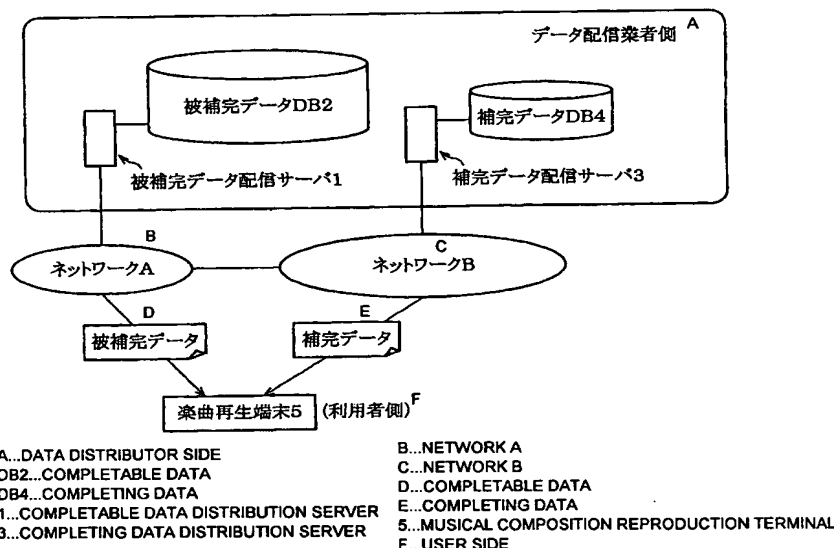 データ配信業者側 A
被補完データDB2
補完データDB4
被補完データ配信サーバ1
補完データ配信サーバ3
B
ネットワークA
C
ネットワークB
D
被補完データ
E
補完データ
楽曲再生端末5 (利用者側) F
A...DATA DISTRIBUTOR SIDE
DB2...COMPLETABLE DATA
DB4...COMPLETING DATA
1...COMPLETABLE DATA DISTRIBUTION SERVER
3...COMPLETING DATA DISTRIBUTION SERVER
B...NETWORK A
C...NETWORK B
D...COMPLETABLE DATA
E...COMPLETING DATA
5...MUSICAL COMPOSITION REPRODUCTION TERMINAL
F...USER SIDE